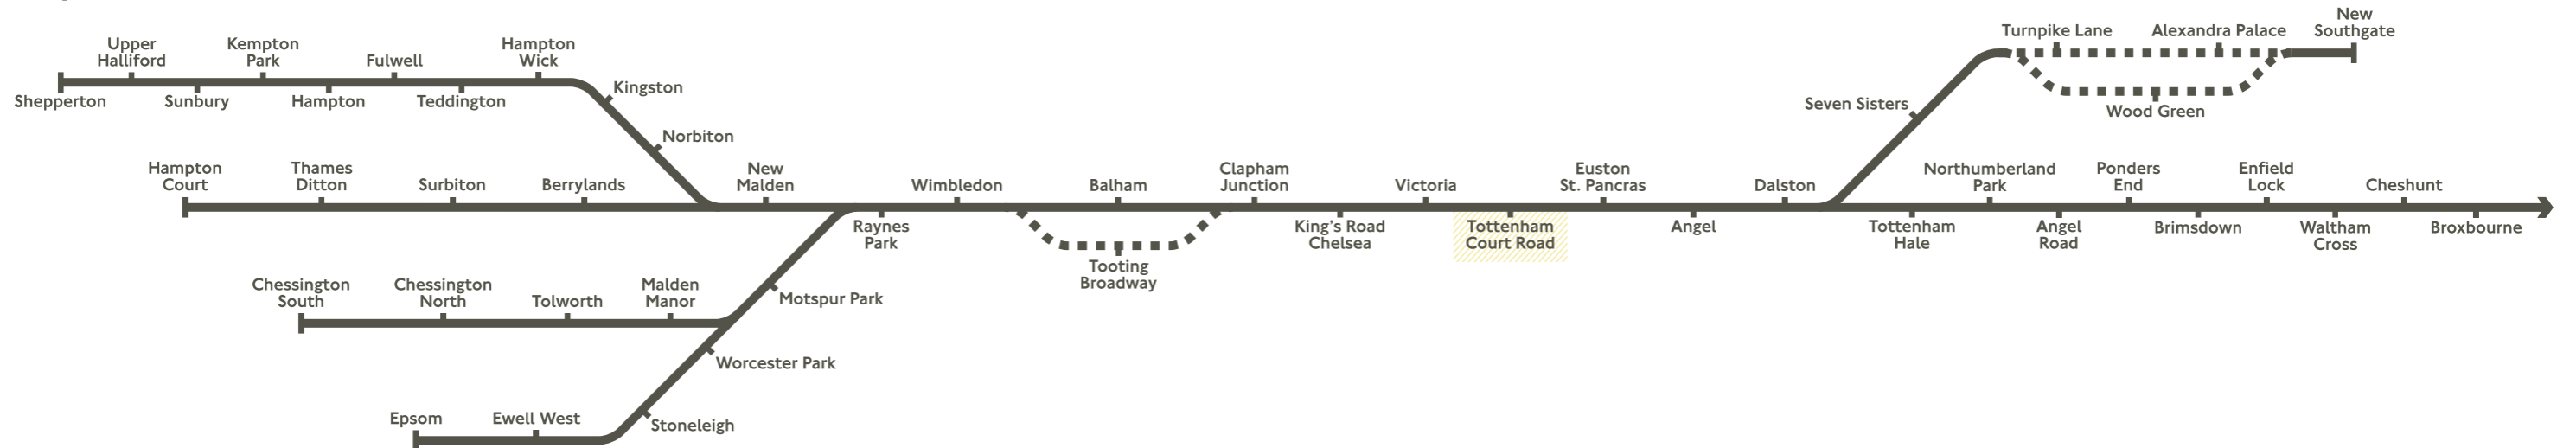 Upper
Halliford
Kempton
Park
Fulwell
Hampton
Wick
Kingston
Shepperton
Sunbury
Hampton
Teddington
Norbiton
Hampton
Court
Thames
Ditton
Surbiton
Berrylands
New
Malden
Wimbledon
Balham
Clapham
Junction
Victoria
Euston
St. Pancras
Dalston
Raynes
Park
Tooting
Broadway
King's Road
Chelsea
Tottenham
Court Road
Angel
Turnpike Lane
Alexandra Palace
New
Southgate
Seven Sisters
Wood Green
Northumberland
Park
Ponders
End
Enfield
Lock
Cheshunt
Tottenham
Hale
Angel
Road
Brimsdown
Waltham
Cross
Broxbourne
Chessington
South
Chessington
North
Tolworth
Malden
Manor
Motspur Park
Worcester Park
Epsom
Ewell West
Stoneleigh